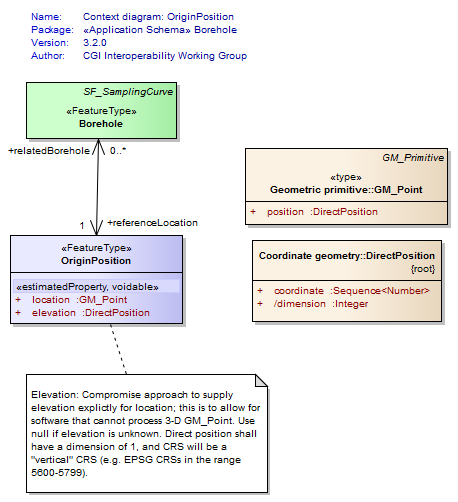 Name: Context diagram: OriginPosition
Package: «Application Schema» Borehole
Version: 3.2.0
Author: CGI Interoperability Working Group
SF_SamplingCurve
«FeatureType»
Borehole
+relatedBorehole 0..*
1 +referenceLocation
«FeatureType»
OriginPosition
«estimatedProperty, voidable»
+ location :GM_Point
+ elevation :DirectPosition
GM_Primitive
«type»
Geometric primitive::GM_Point
+ position :DirectPosition
Coordinate geometry::DirectPosition
{root}
+ coordinate :Sequence<Number>
+ /dimension :Integer
Elevation: Compromise approach to supply
elevation explicitly for location; this is to allow for
software that cannot process 3-D GM_Point. Use
null if elevation is unknown. Direct position shall
have a dimension of 1, and CRS will be a
"vertical" CRS (e.g. EPSG CRSs in the range
5600-5799).